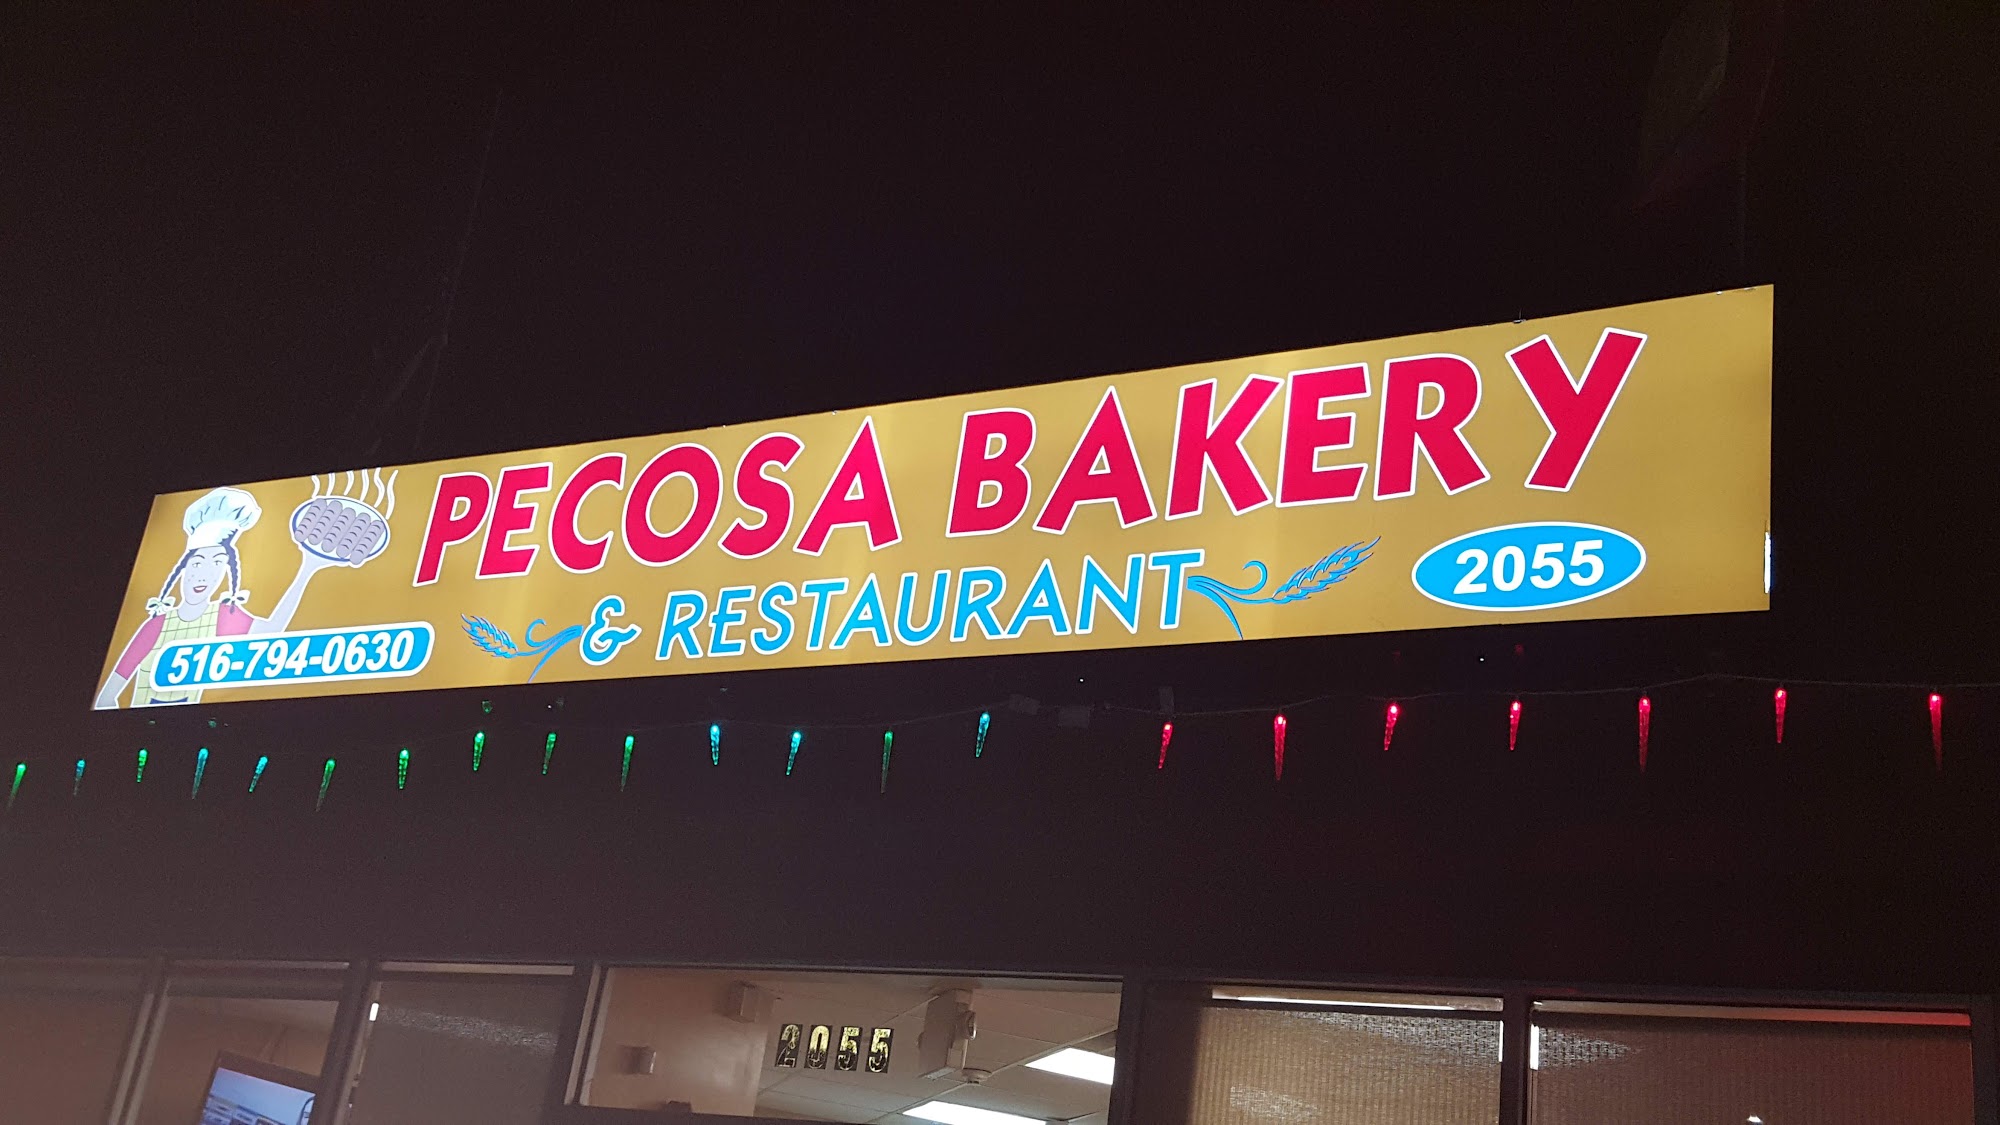 PECOSA BAKERY
& RESTAURANT
2055
516-794-0630
2055